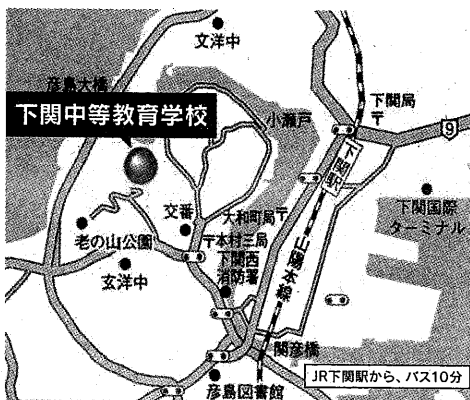 文洋中
彦島大橋
下関中等教育学校
小瀬戸
下関局
〒
9
下関駅
下関国際
ターミナル
交番
大和町局〒
老の山公園
〒本村三局
下関西
消防署
山陽本線
玄洋中
関彦橋
彦島図書館
JR下関駅から、バス10分